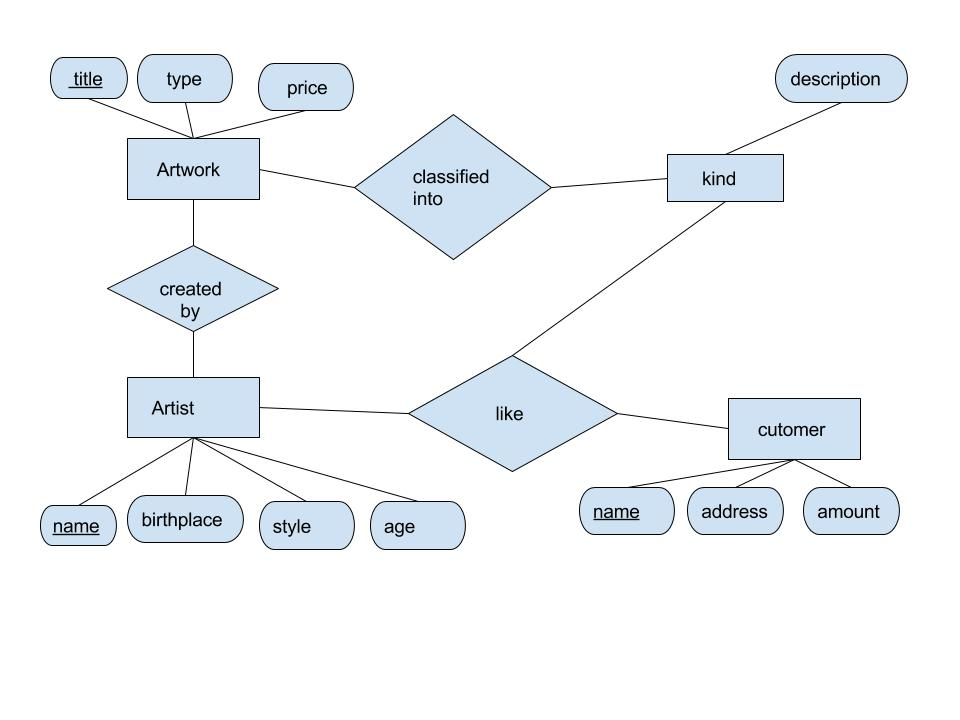 title
type
price
description
Artwork
classified
into
kind
created
by
Artist
like
cutomer
name
birthplace
style
age
name
address
amount